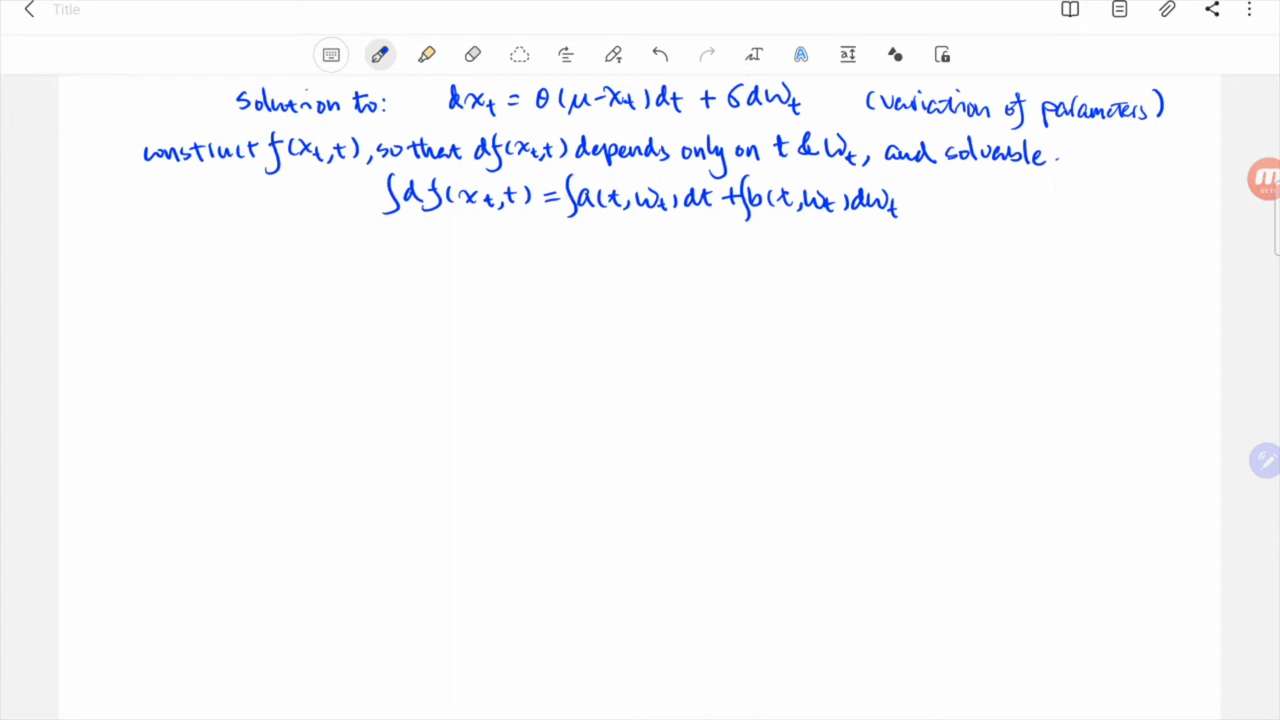 Title
solution to: dx_t = θ(μ-x_t)dt + σdW_t (variation of parameters)
construct f(x_t,t), so that df(x_t,t) depends only on t & W_t, and solvable.
∫df(x_t,t) = ∫a(t,W_t)dt + ∫b(t,W_t)dW_t